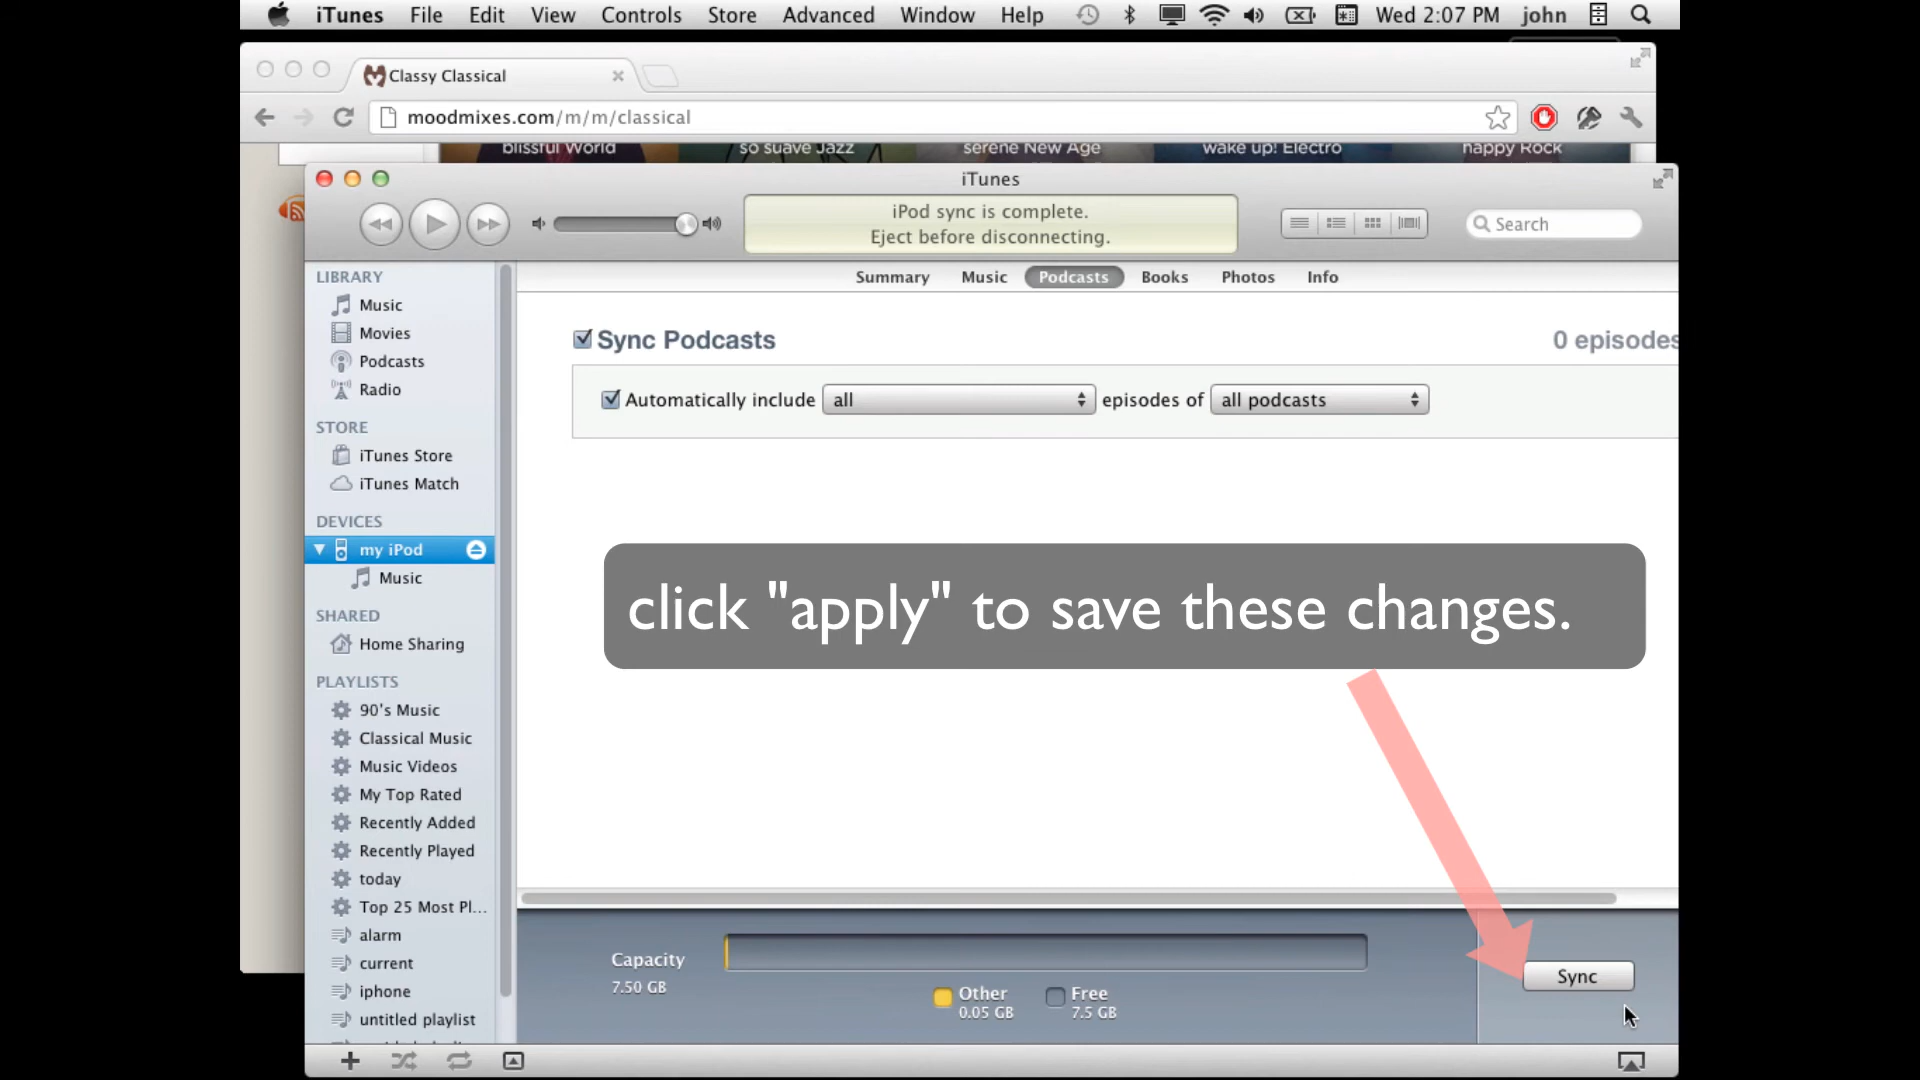 iTunes File Edit View Controls Store Advanced Window Help Wed 2:07 PM john
Classy Classical
moodmixes.com/m/m/classical
blissful World so suave Jazz serene New Age wake up! Electro happy Rock
iTunes
iPod sync is complete.
Eject before disconnecting.
Search
Summary Music Podcasts Books Photos Info
LIBRARY
Music
Movies
Podcasts
Radio
STORE
iTunes Store
iTunes Match
DEVICES
my iPod
Music
SHARED
Home Sharing
PLAYLISTS
90's Music
Classical Music
Music Videos
My Top Rated
Recently Added
Recently Played
today
Top 25 Most Pl...
alarm
current
iphone
untitled playlist
Sync Podcasts 0 episodes
Automatically include all episodes of all podcasts
click "apply" to save these changes.
Capacity
7.50 GB
Other
0.05 GB
Free
7.5 GB
Sync